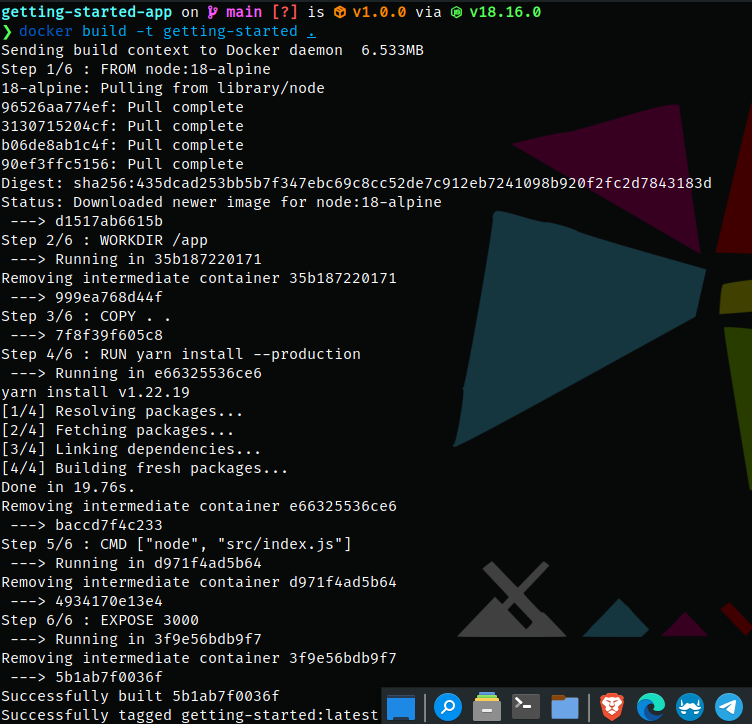 getting-started-app on main [?] is v1.0.0 via v18.16.0
❯ docker build -t getting-started .
Sending build context to Docker daemon  6.533MB
Step 1/6 : FROM node:18-alpine
18-alpine: Pulling from library/node
96526aa774ef: Pull complete
3130715204cf: Pull complete
b06de8ab1c4f: Pull complete
90ef3ffc5156: Pull complete
Digest: sha256:435dcad253bb5b7f347ebc69c8cc52de7c912eb7241098b920f2fc2d7843183d
Status: Downloaded newer image for node:18-alpine
 ---> d1517ab6615b
Step 2/6 : WORKDIR /app
 ---> Running in 35b187220171
Removing intermediate container 35b187220171
 ---> 999ea768d44f
Step 3/6 : COPY . .
 ---> 7f8f39f605c8
Step 4/6 : RUN yarn install --production
 ---> Running in e66325536ce6
yarn install v1.22.19
[1/4] Resolving packages...
[2/4] Fetching packages...
[3/4] Linking dependencies...
[4/4] Building fresh packages...
Done in 19.76s.
Removing intermediate container e66325536ce6
 ---> baccd7f4c233
Step 5/6 : CMD ["node", "src/index.js"]
 ---> Running in d971f4ad5b64
Removing intermediate container d971f4ad5b64
 ---> 4934170e13e4
Step 6/6 : EXPOSE 3000
 ---> Running in 3f9e56bdb9f7
Removing intermediate container 3f9e56bdb9f7
 ---> 5b1ab7f0036f
Successfully built 5b1ab7f0036f
Successfully tagged getting-started:latest